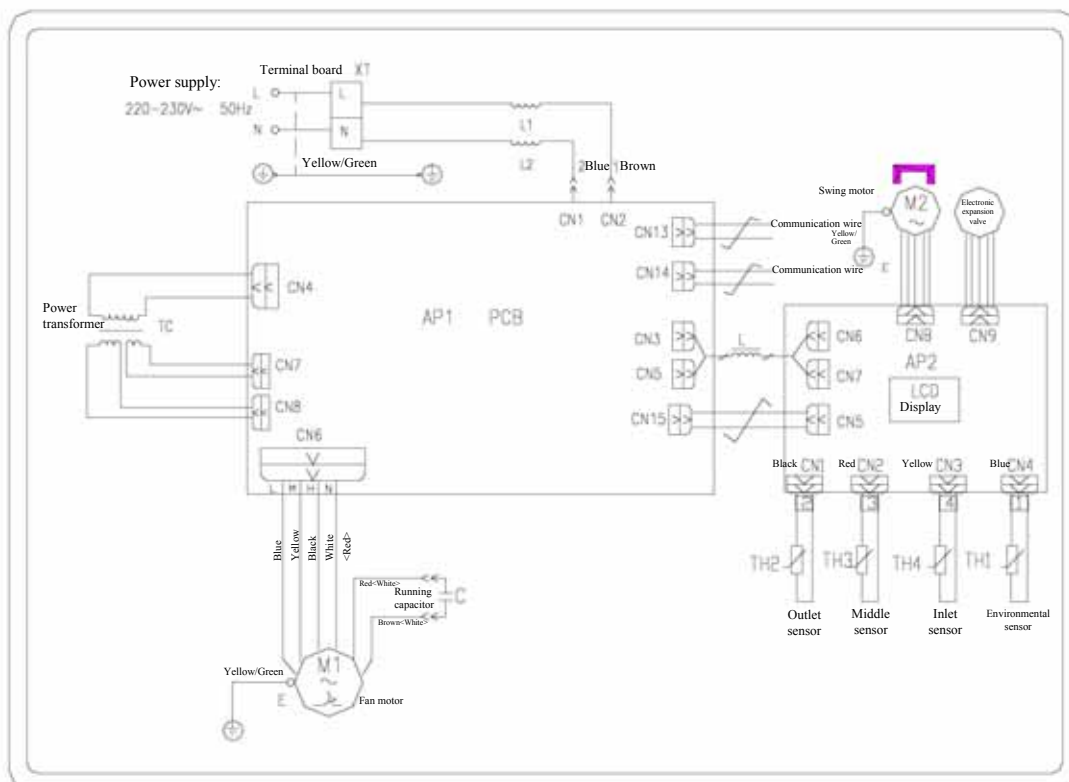 Power supply:
220-230V~ 50Hz
Terminal board XT
L
L
N
N
Yellow/Green
L1
L2
2
Blue
1
Brown
CN1
CN2
AP1 PCB
CN13
Communication wire
CN14
Communication wire
Yellow/
Green
E
Swing motor
M2
~
Electronic
expansion
valve
CN8
CN9
AP2
LCD
Display
CN4
Power
transformer
TC
CN7
CN8
CN6
L M H N
CN3
CN5
L
CN6
CN7
CN15
CN5
Black CN1
Red CN2
Yellow CN3
Blue CN4
2
3
4
1
TH2
TH3
TH4
TH1
Outlet
sensor
Middle
sensor
Inlet
sensor
Environmental
sensor
Blue
Yellow
Black
White
<Red>
Red<White>
Running
capacitor
C
Brown<White>
Yellow/Green
E
M1
~
Fan motor